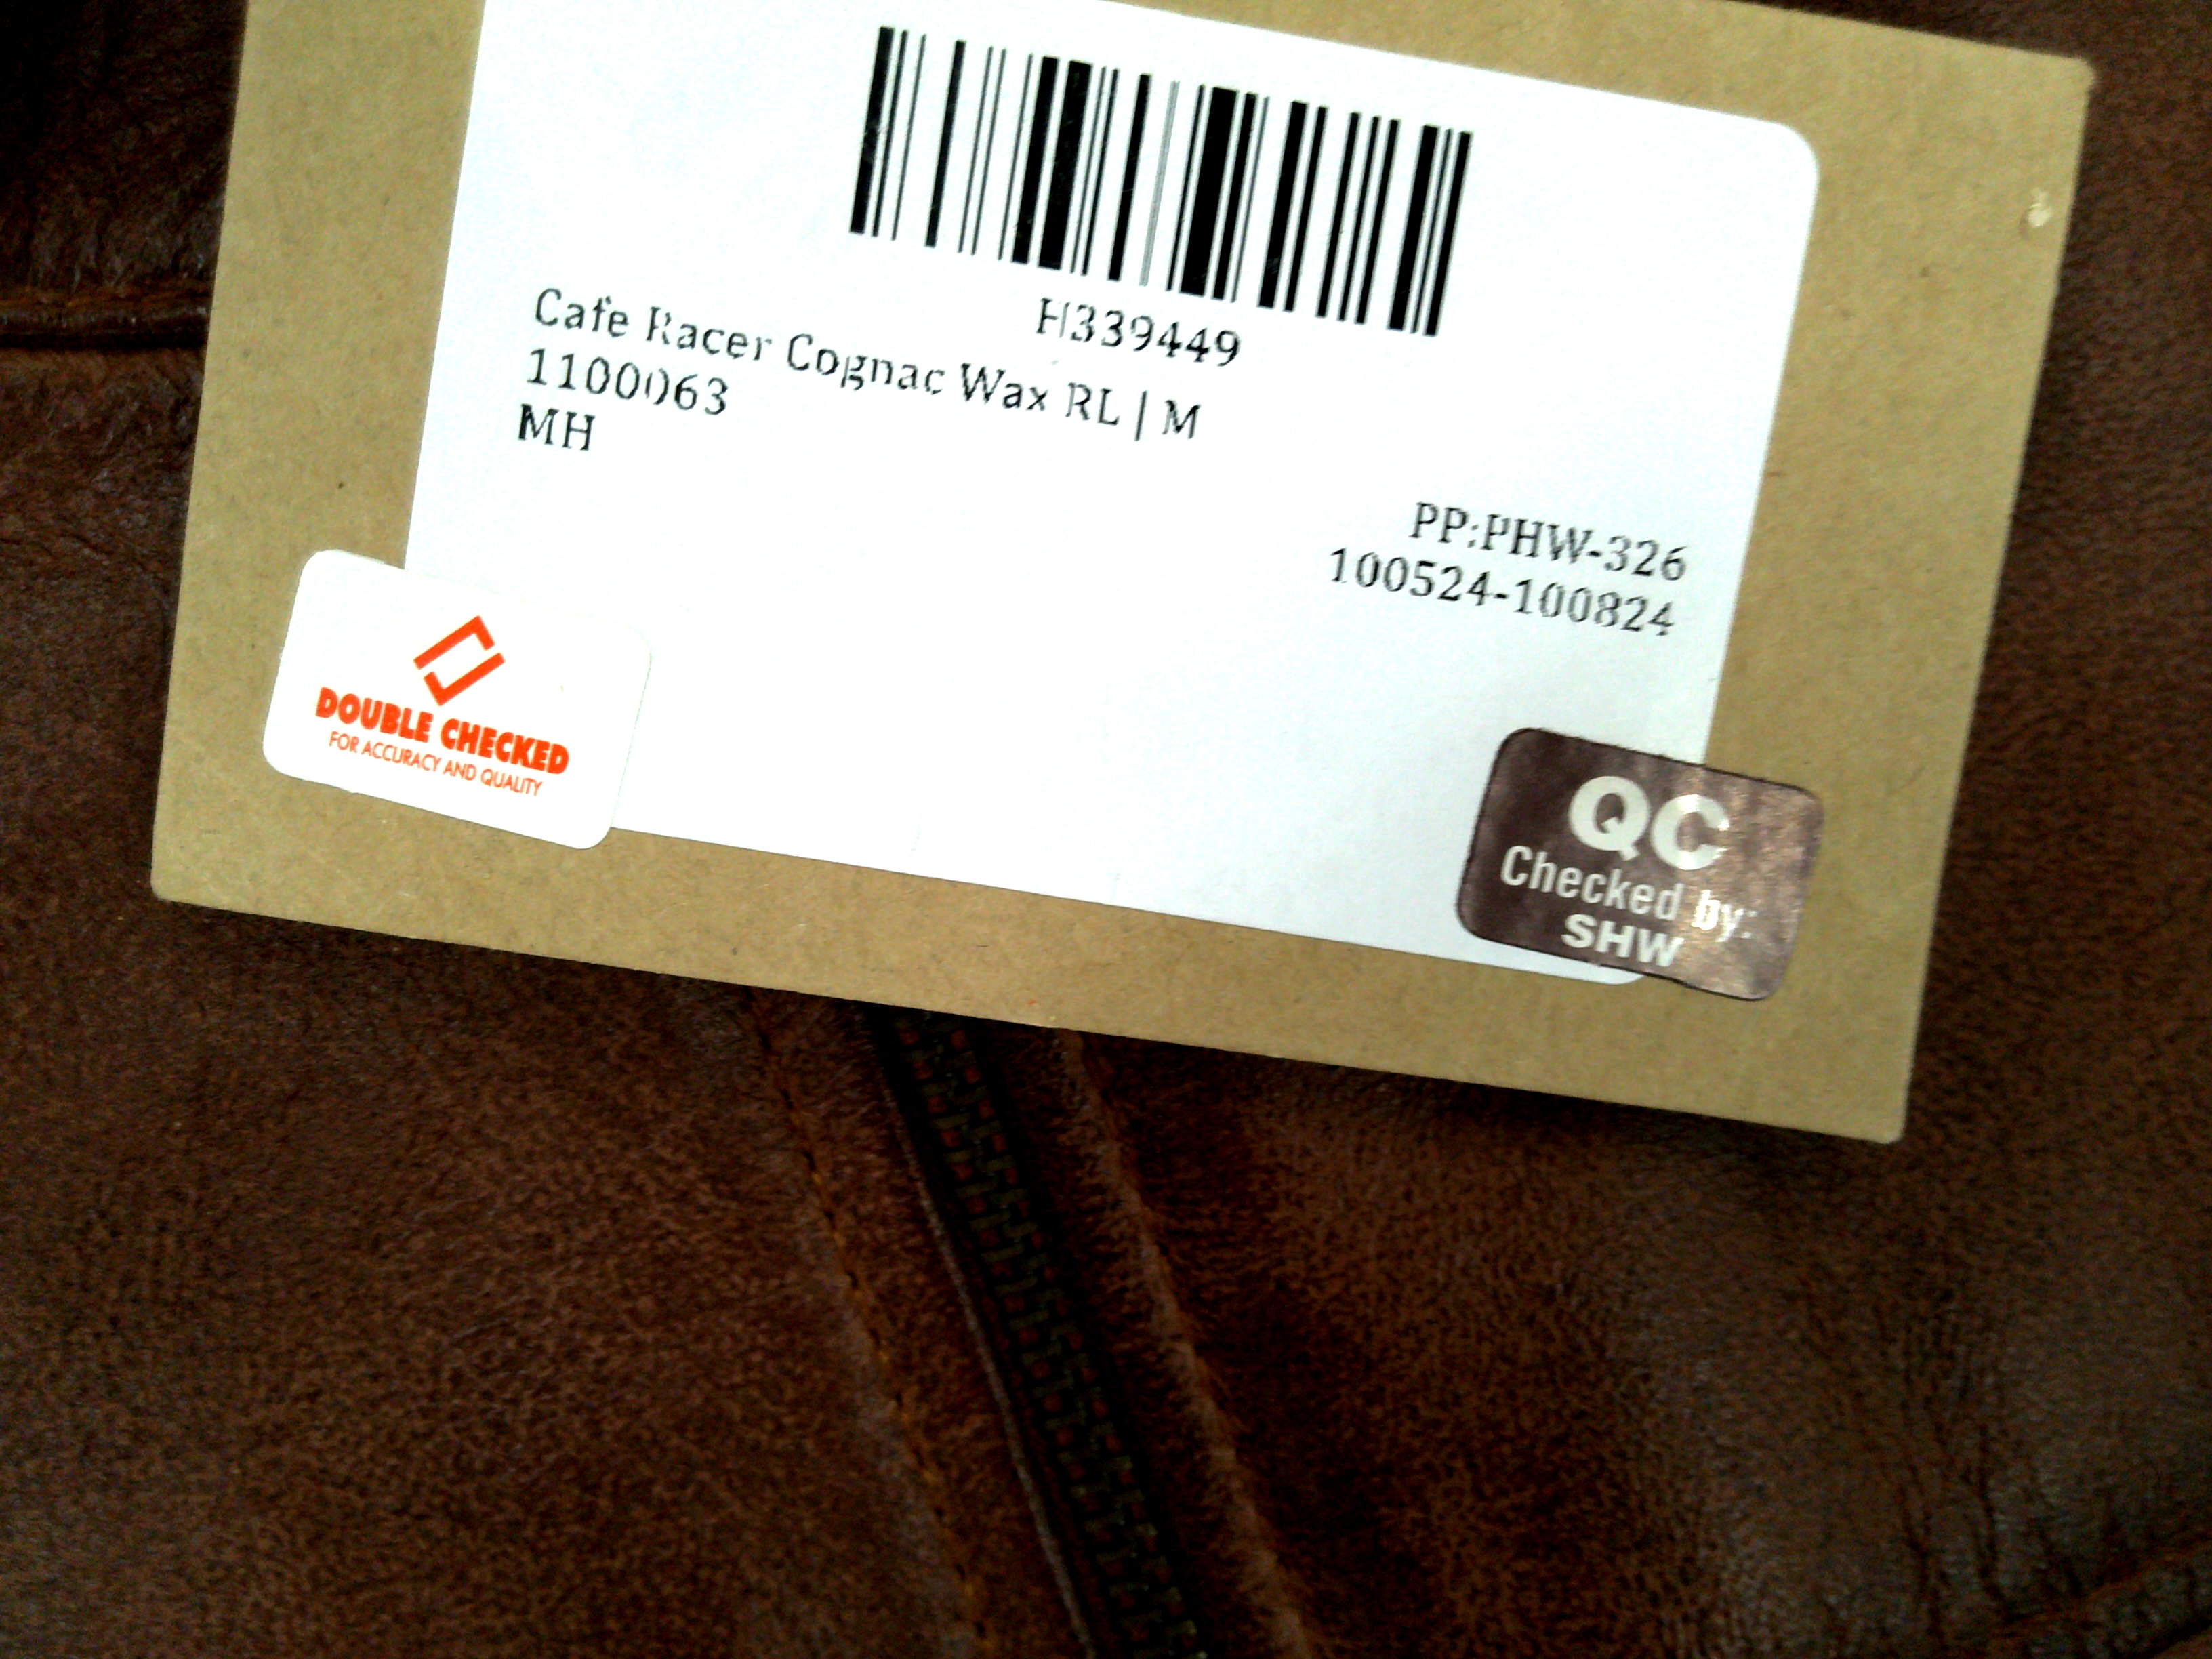 H339449
Cafe Racer Cognac Wax RL | M
1100063
MH
PP:PHW-326
100524-100824
DOUBLE CHECKED
FOR ACCURACY AND QUALITY
QC
Checked by:
SHW